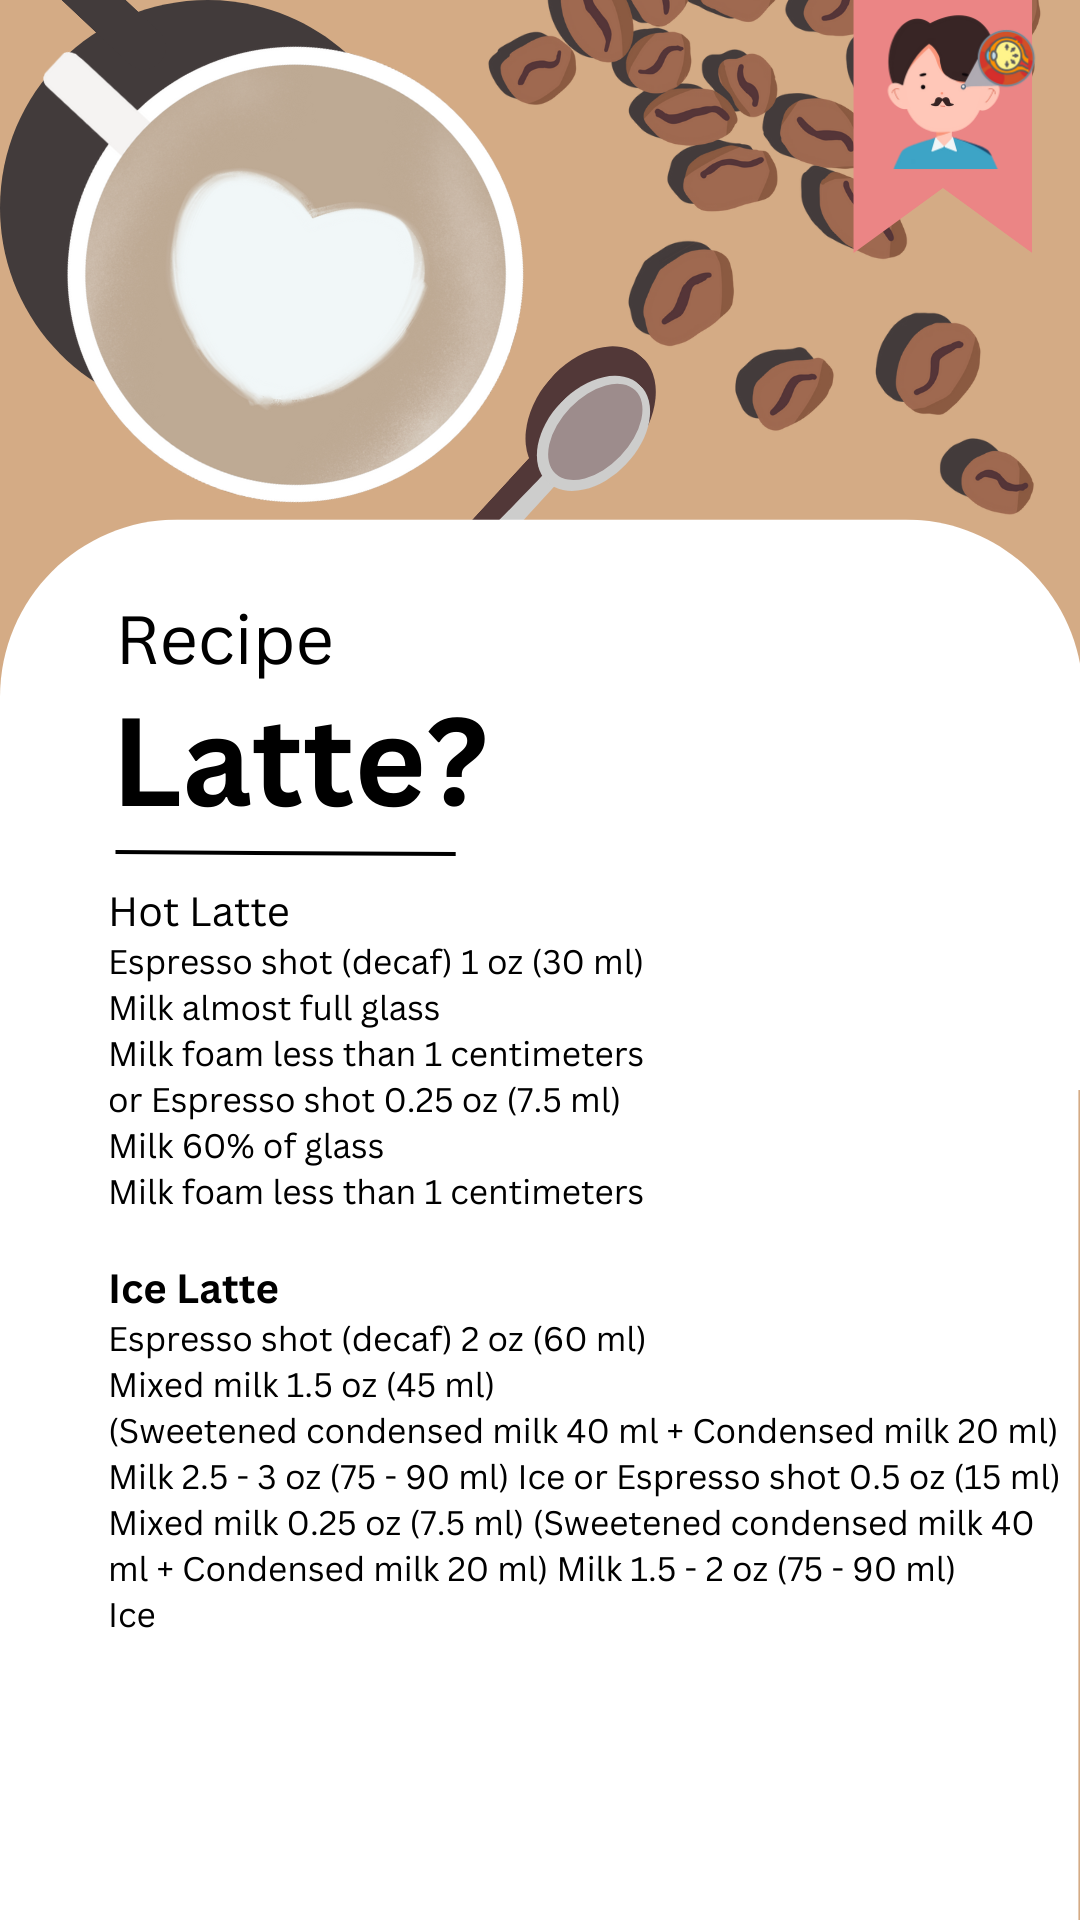 Recipe
Latte?
Hot Latte
Espresso shot (decaf) 1 oz (30 ml)
Milk almost full glass
Milk foam less than 1 centimeters
or Espresso shot 0.25 oz (7.5 ml)
Milk 60% of glass
Milk foam less than 1 centimeters
Ice Latte
Espresso shot (decaf) 2 oz (60 ml)
Mixed milk 1.5 oz (45 ml)
(Sweetened condensed milk 40 ml + Condensed milk 20 ml)
Milk 2.5 - 3 oz (75 - 90 ml) Ice or Espresso shot 0.5 oz (15 ml)
Mixed milk 0.25 oz (7.5 ml) (Sweetened condensed milk 40
ml + Condensed milk 20 ml) Milk 1.5 - 2 oz (75 - 90 ml)
Ice